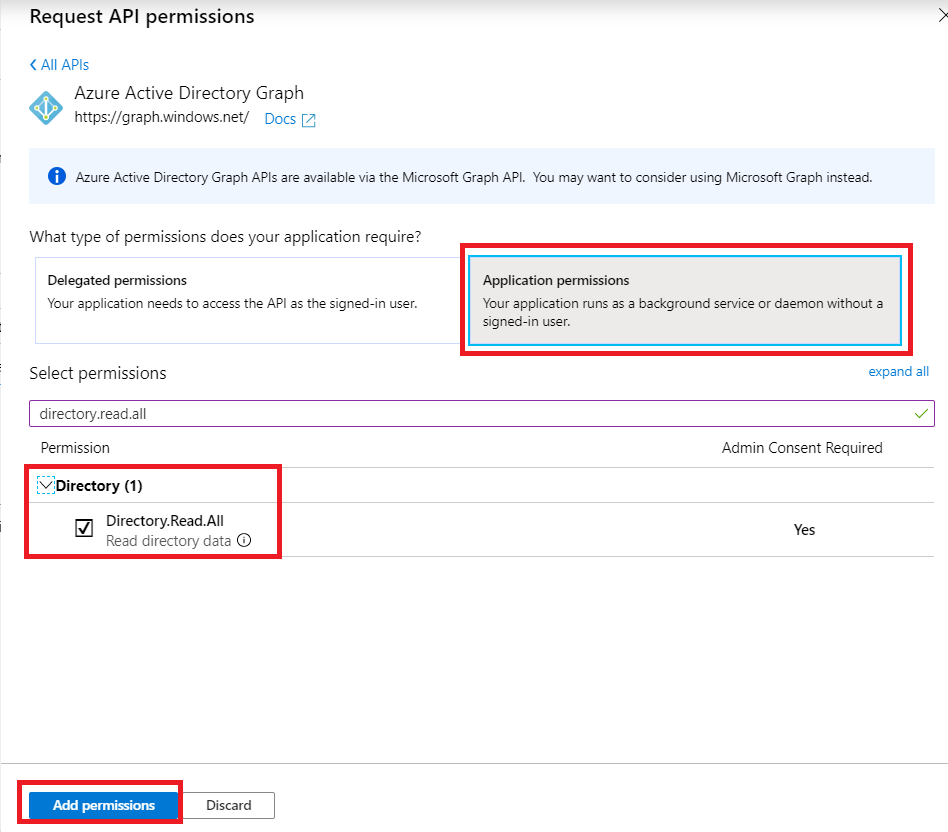 Request API permissions
All APIs
Azure Active Directory Graph
https://graph.windows.net/ Docs
Azure Active Directory Graph APIs are available via the Microsoft Graph API. You may want to consider using Microsoft Graph instead.
What type of permissions does your application require?
Delegated permissions
Your application needs to access the API as the signed-in user.
Application permissions
Your application runs as a background service or daemon without a
signed-in user.
Select permissions
expand all
directory.read.all
Permission
Admin Consent Required
Directory (1)
Directory.Read.All
Read directory data
Yes
Add permissions
Discard